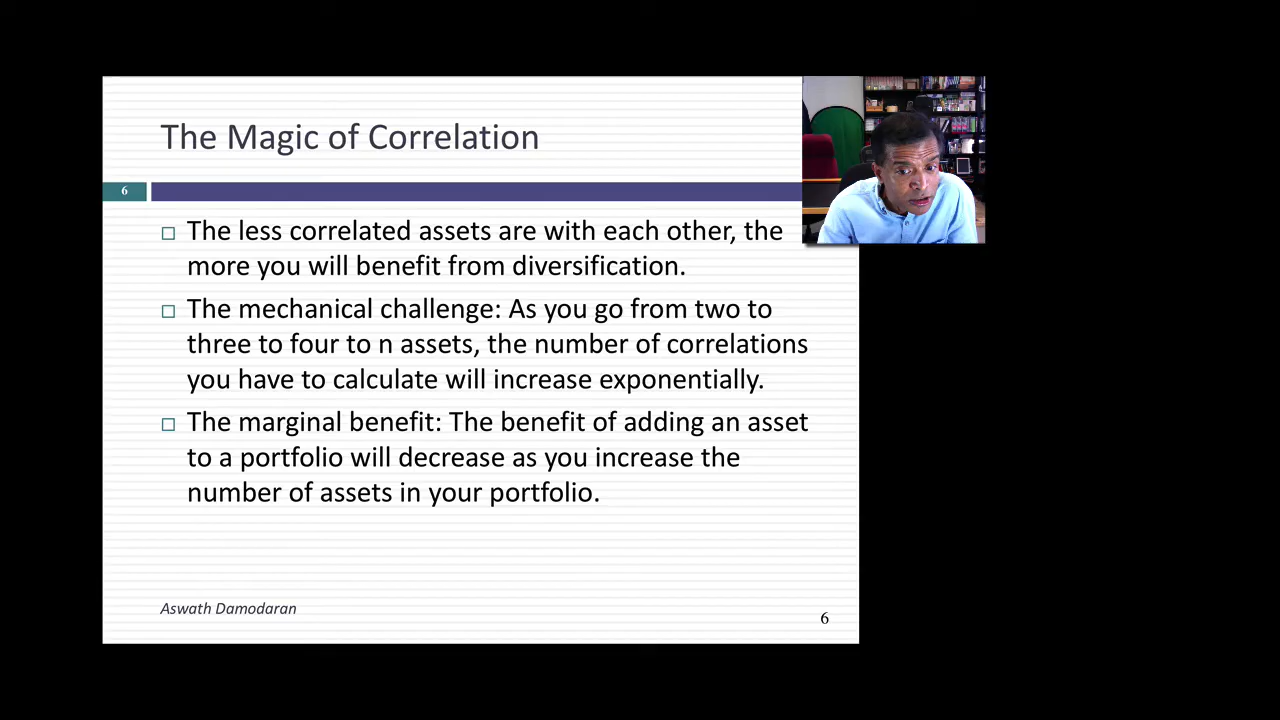 The Magic of Correlation
6
□ The less correlated assets are with each other, the
more you will benefit from diversification.
□ The mechanical challenge: As you go from two to
three to four to n assets, the number of correlations
you have to calculate will increase exponentially.
□ The marginal benefit: The benefit of adding an asset
to a portfolio will decrease as you increase the
number of assets in your portfolio.
Aswath Damodaran
6